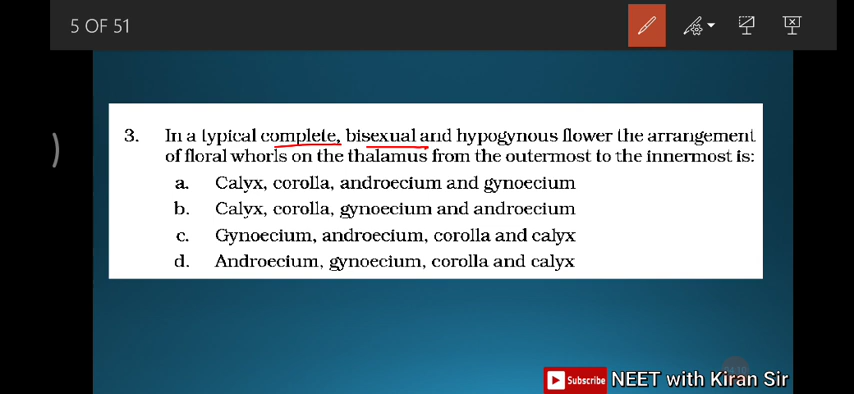 5 OF 51
3. In a typical complete, bisexual and hypogynous flower the arrangement
of floral whorls on the thalamus from the outermost to the innermost is:
a. Calyx, corolla, androecium and gynoecium
b. Calyx, corolla, gynoecium and androecium
c. Gynoecium, androecium, corolla and calyx
d. Androecium, gynoecium, corolla and calyx
Subscribe NEET with Kiran Sir